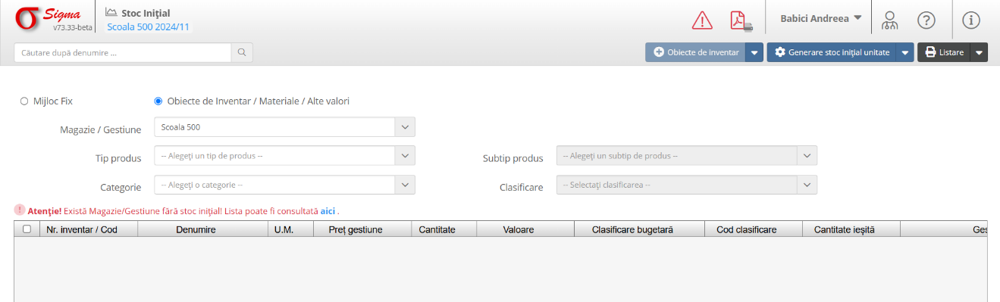 σ Sigma
v73.33-beta
Stoc Inițial
Scoala 500 2024/11
Babici Andreea
Căutare după denumire ...
Obiecte de inventar
Generare stoc inițial unitate
Listare
Mijloc Fix
Obiecte de Inventar / Materiale / Alte valori
Magazie / Gestiune
Scoala 500
Tip produs
-- Alegeți un tip de produs --
Subtip produs
-- Alegeți un subtip de produs --
Categorie
-- Alegeți o categorie --
Clasificare
-- Selectați clasificarea --
! Atenție! Există Magazie/Gestiune fără stoc inițial! Lista poate fi consultată aici .
Nr. inventar / Cod Denumire U.M. Preț gestiune Cantitate Valoare Clasificare bugetară Cod clasificare Cantitate ieșită Ges